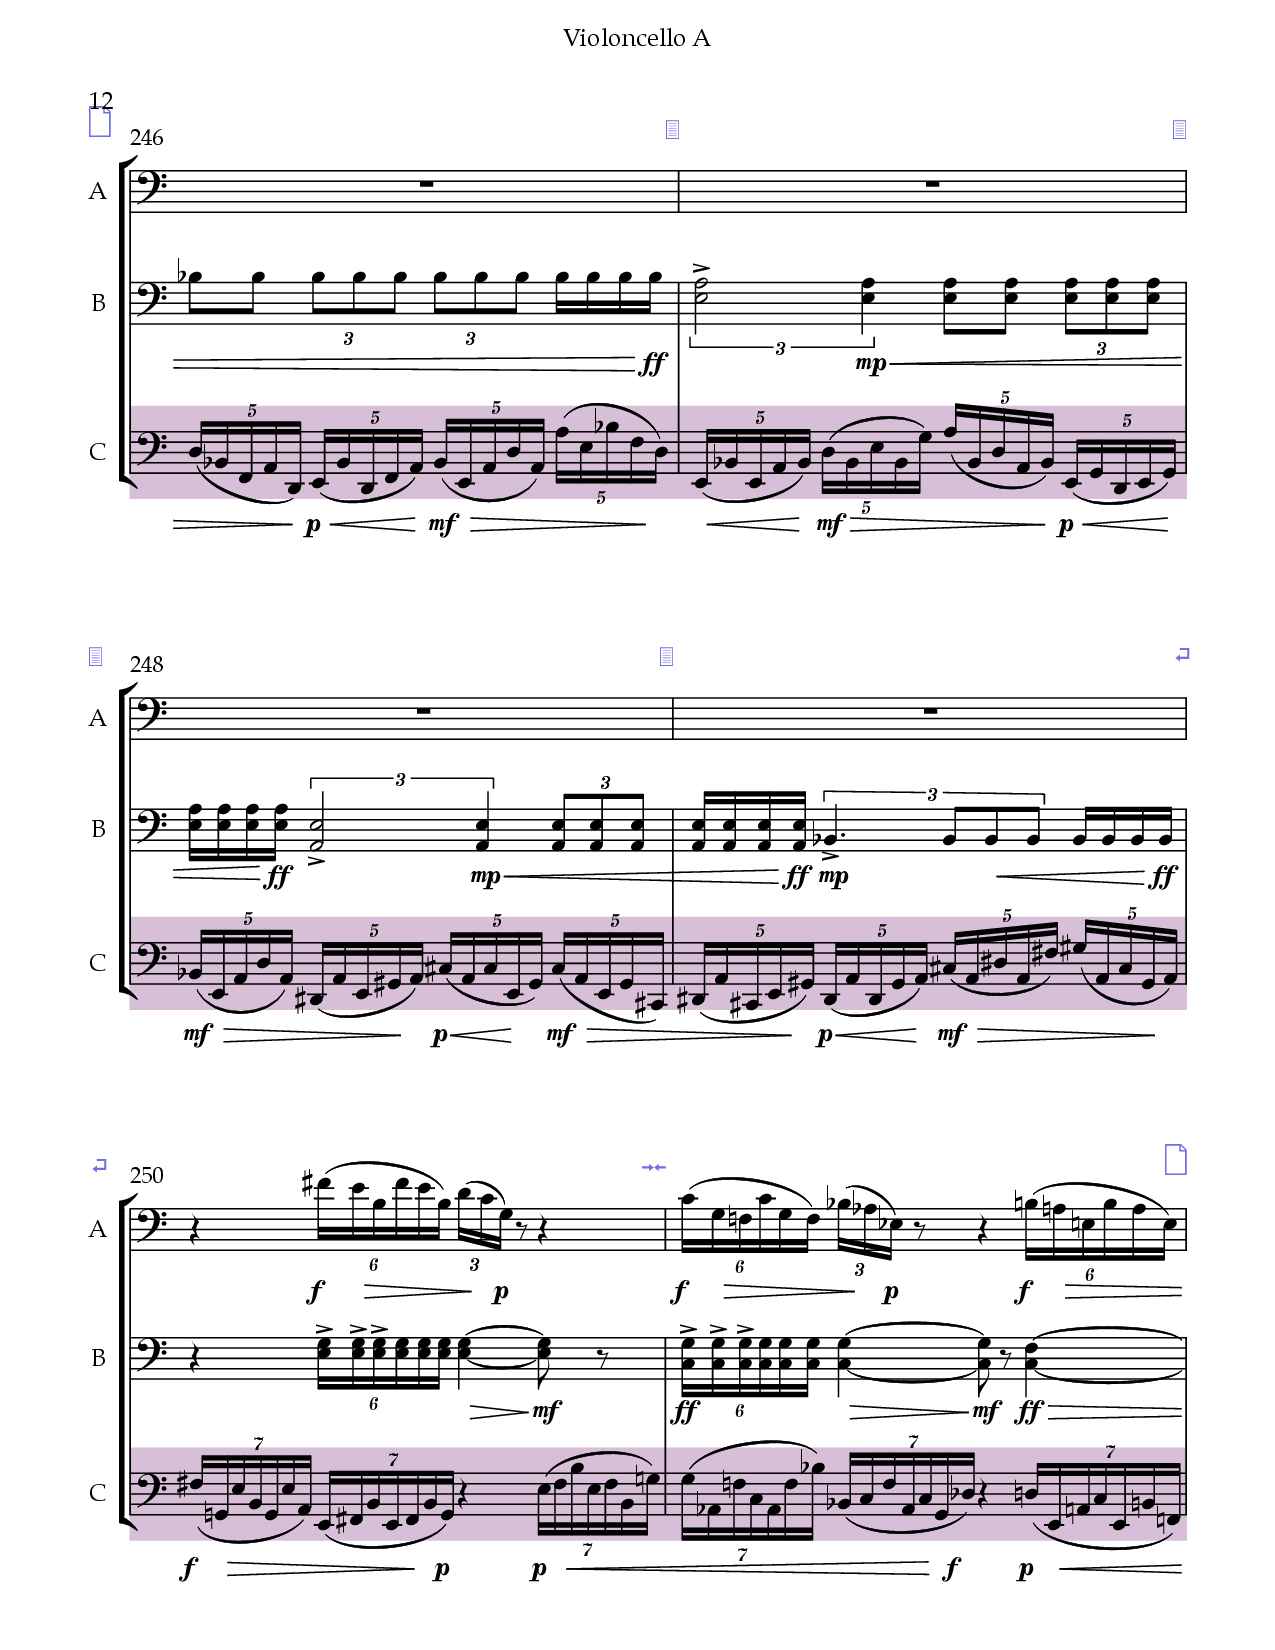 Violoncello A
12
246
A
B
3 3 ff 3 mp 3
C
5 5 5 5 5 5 5 5
p mf mf p
248
A
3 3 3
B
ff mp ff mp ff
5 5 5 5 5 5 5 5
C
mf p mf p mf
250
A
6 3 6 3 6
f p f p f
B
6 6
mf ff mf ff
7 7 7 7 7 7
C
f p p f p